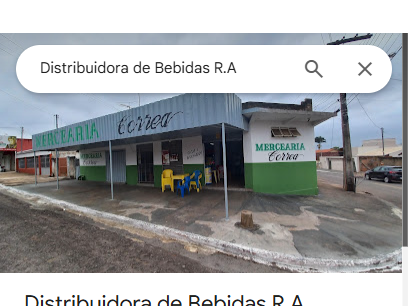 Distribuidora de Bebidas R.A
MERCEARIA Correa
MERCEARIA
Correa
Distribuidora de Bebidas R.A